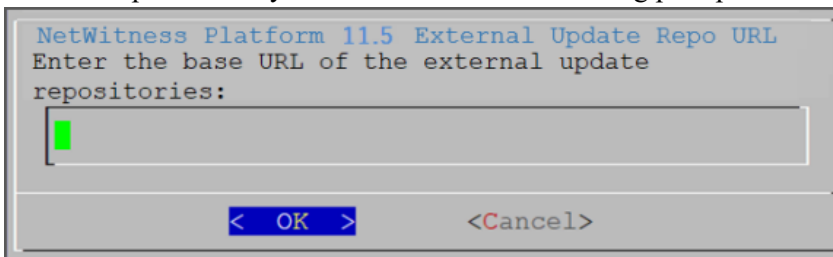 NetWitness Platform 11.5 External Update Repo URL
Enter the base URL of the external update
repositories:
< OK > <Cancel>